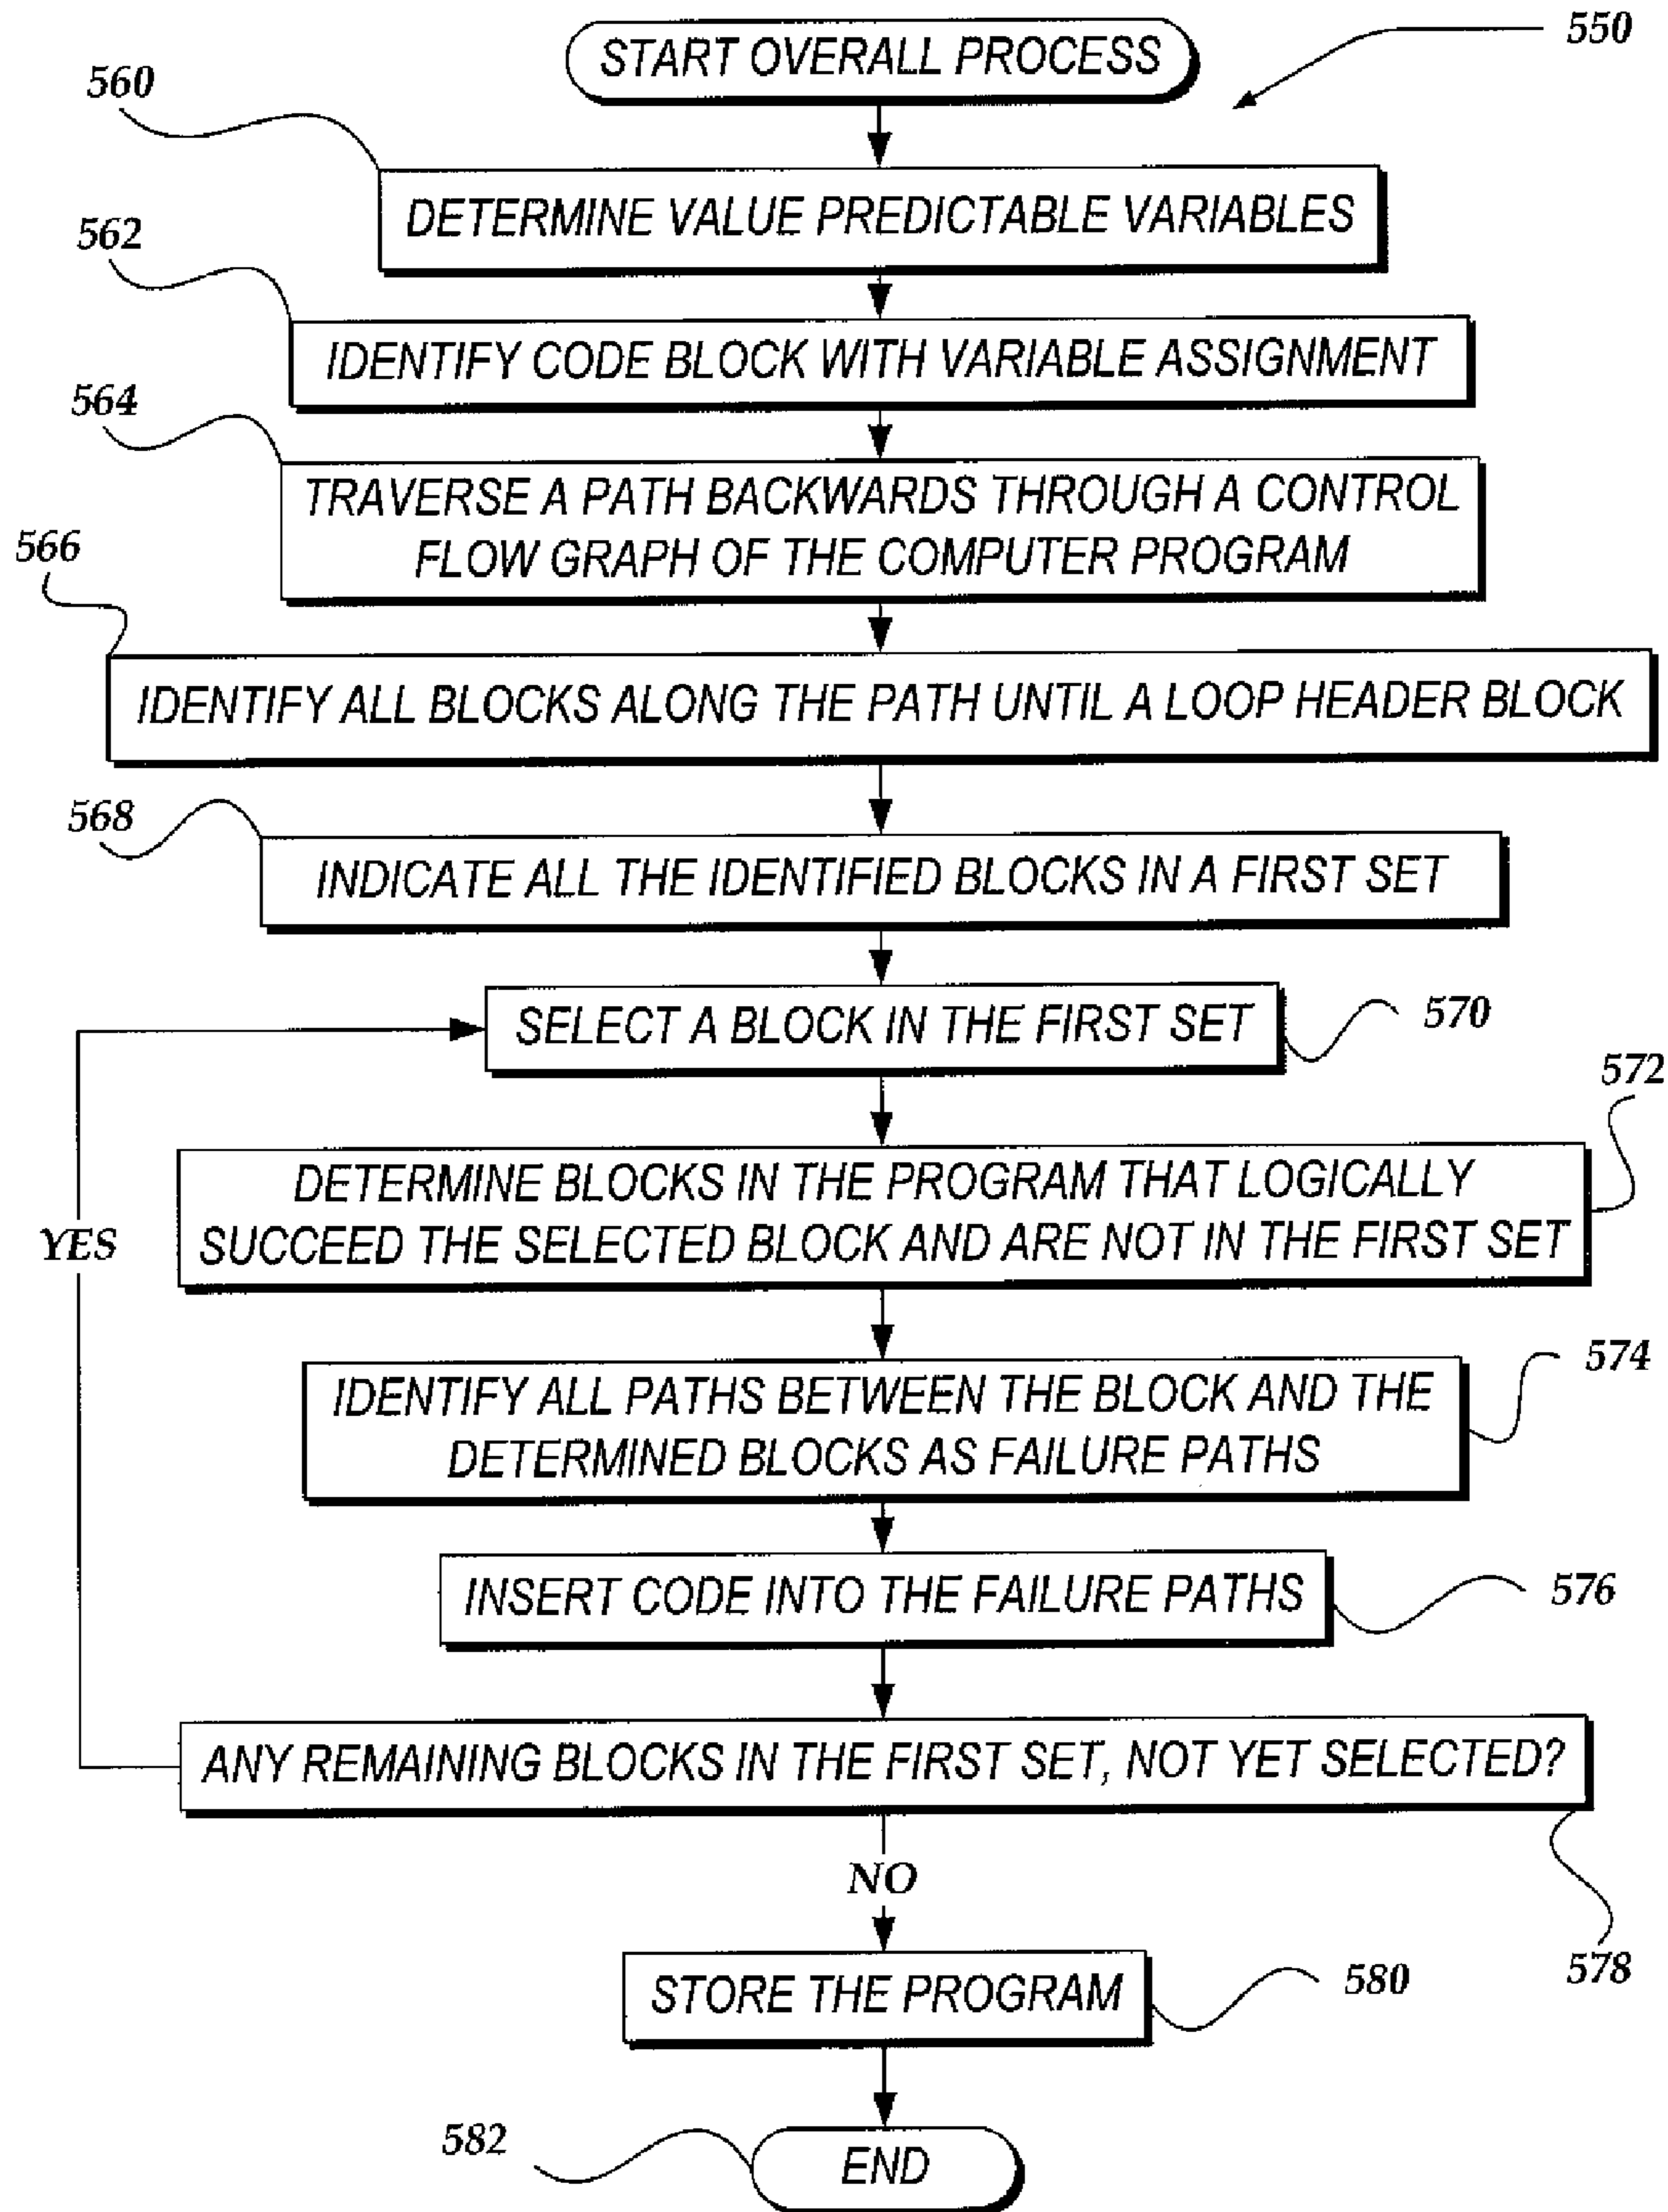 START OVERALL PROCESS
550
560
DETERMINE VALUE PREDICTABLE VARIABLES
562
IDENTIFY CODE BLOCK WITH VARIABLE ASSIGNMENT
564
TRAVERSE A PATH BACKWARDS THROUGH A CONTROL
FLOW GRAPH OF THE COMPUTER PROGRAM
566
IDENTIFY ALL BLOCKS ALONG THE PATH UNTIL A LOOP HEADER BLOCK
568
INDICATE ALL THE IDENTIFIED BLOCKS IN A FIRST SET
SELECT A BLOCK IN THE FIRST SET
570
572
DETERMINE BLOCKS IN THE PROGRAM THAT LOGICALLY
SUCCEED THE SELECTED BLOCK AND ARE NOT IN THE FIRST SET
YES
574
IDENTIFY ALL PATHS BETWEEN THE BLOCK AND THE
DETERMINED BLOCKS AS FAILURE PATHS
INSERT CODE INTO THE FAILURE PATHS
576
ANY REMAINING BLOCKS IN THE FIRST SET, NOT YET SELECTED?
NO
578
STORE THE PROGRAM
580
582
END